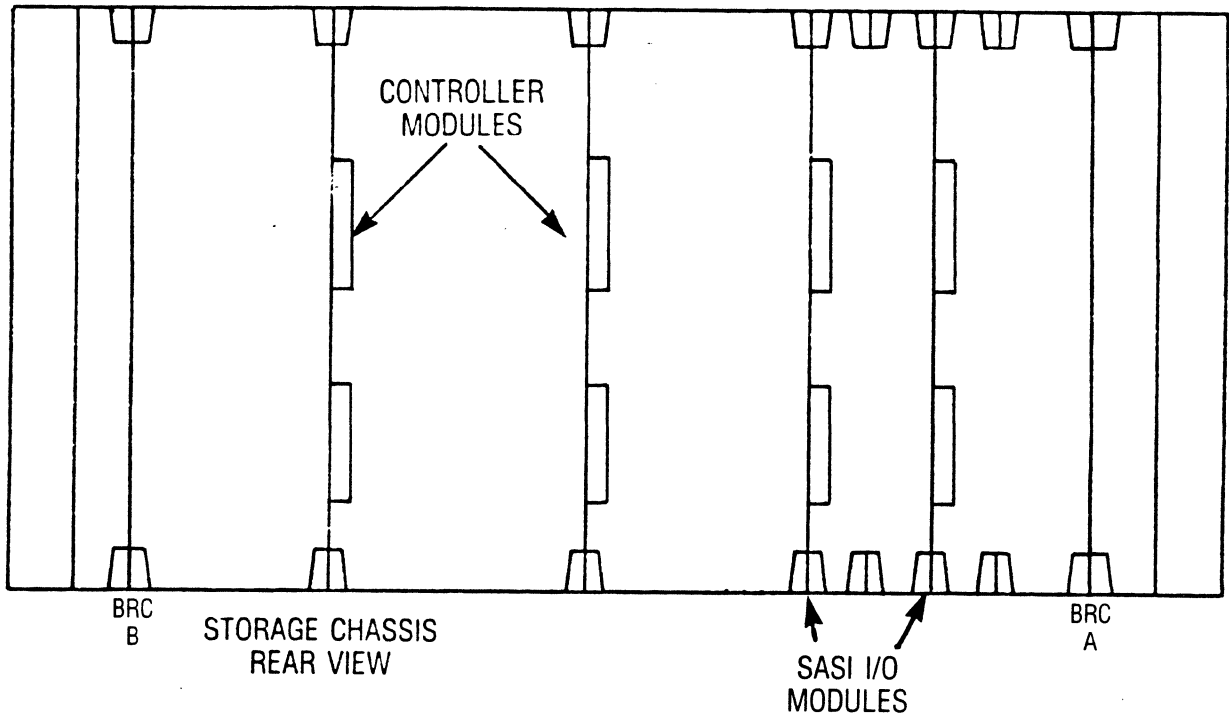 CONTROLLER
MODULES
BRC
B
STORAGE CHASSIS
REAR VIEW
SASI I/O
MODULES
BRC
A